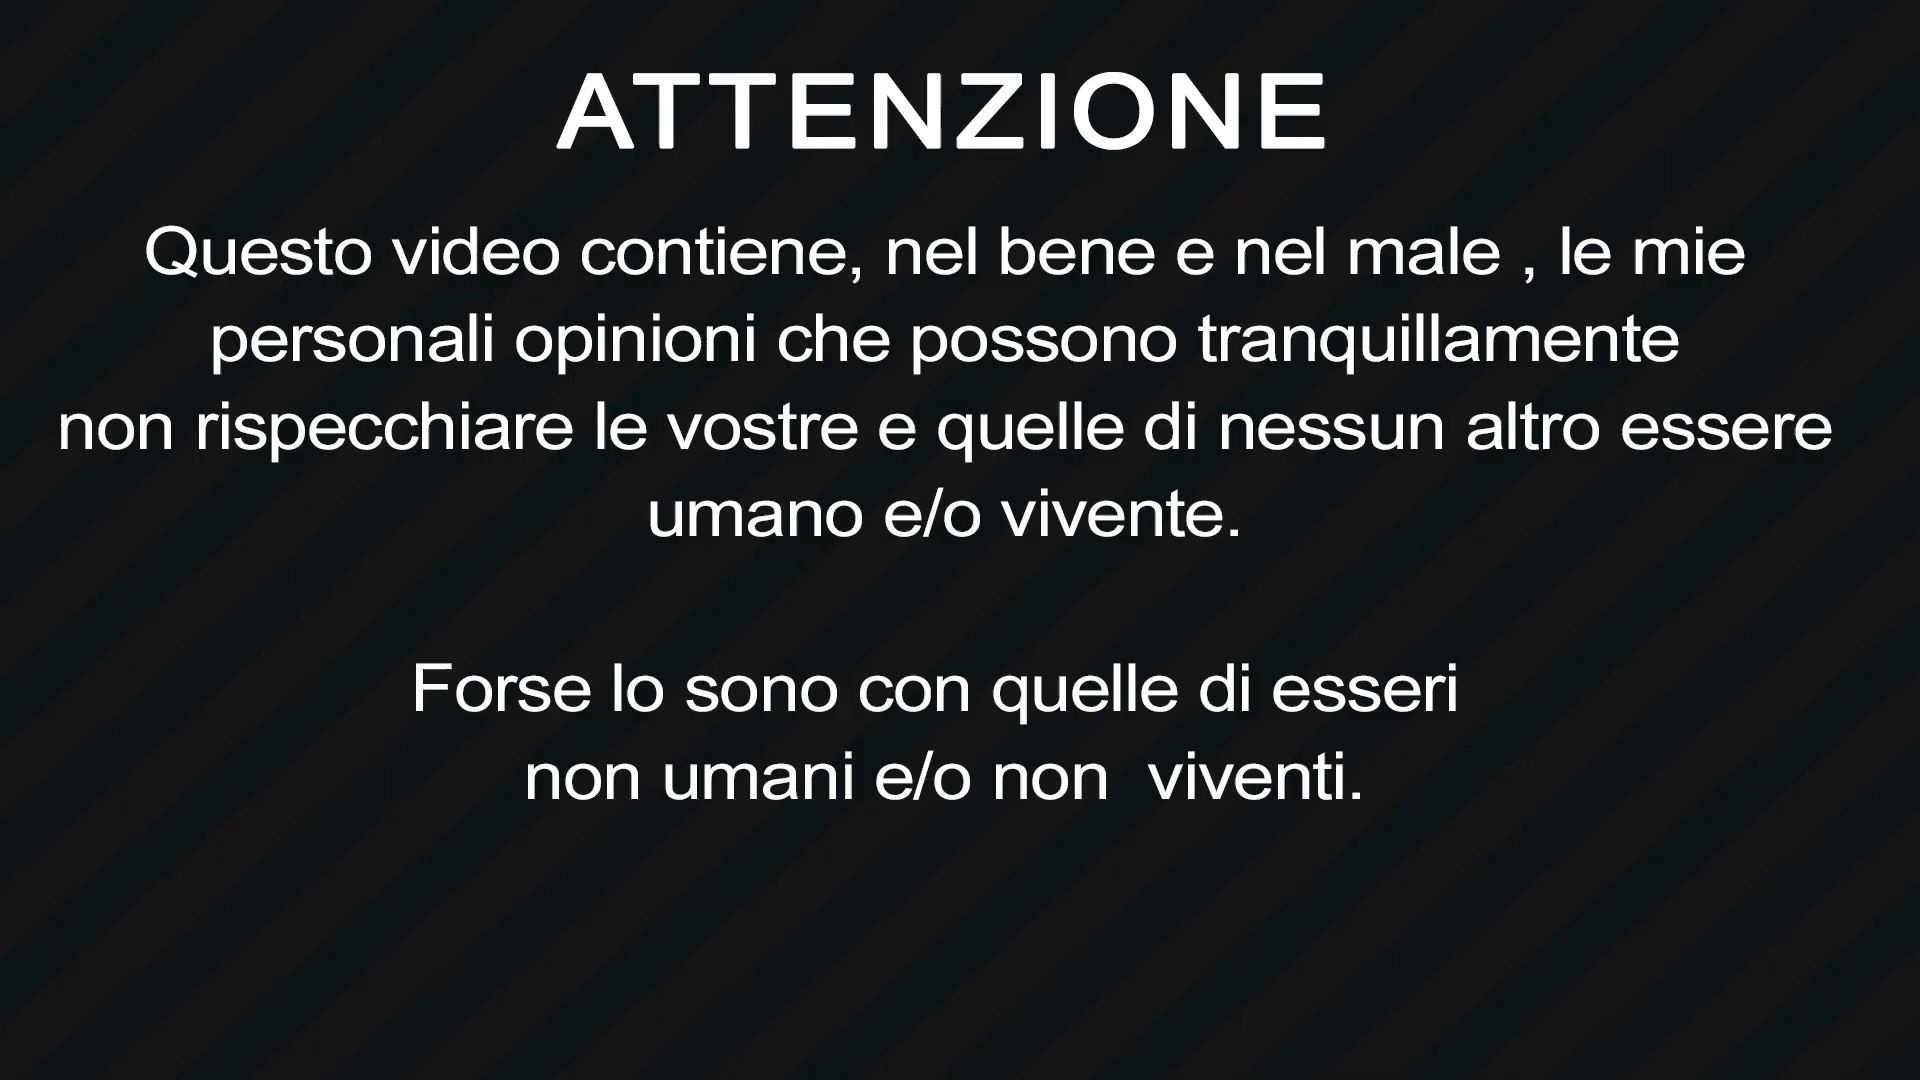 ATTENZIONE
Questo video contiene, nel bene e nel male , le mie
personali opinioni che possono tranquillamente
non rispecchiare le vostre e quelle di nessun altro essere
umano e/o vivente.
Forse lo sono con quelle di esseri
non umani e/o non  viventi.